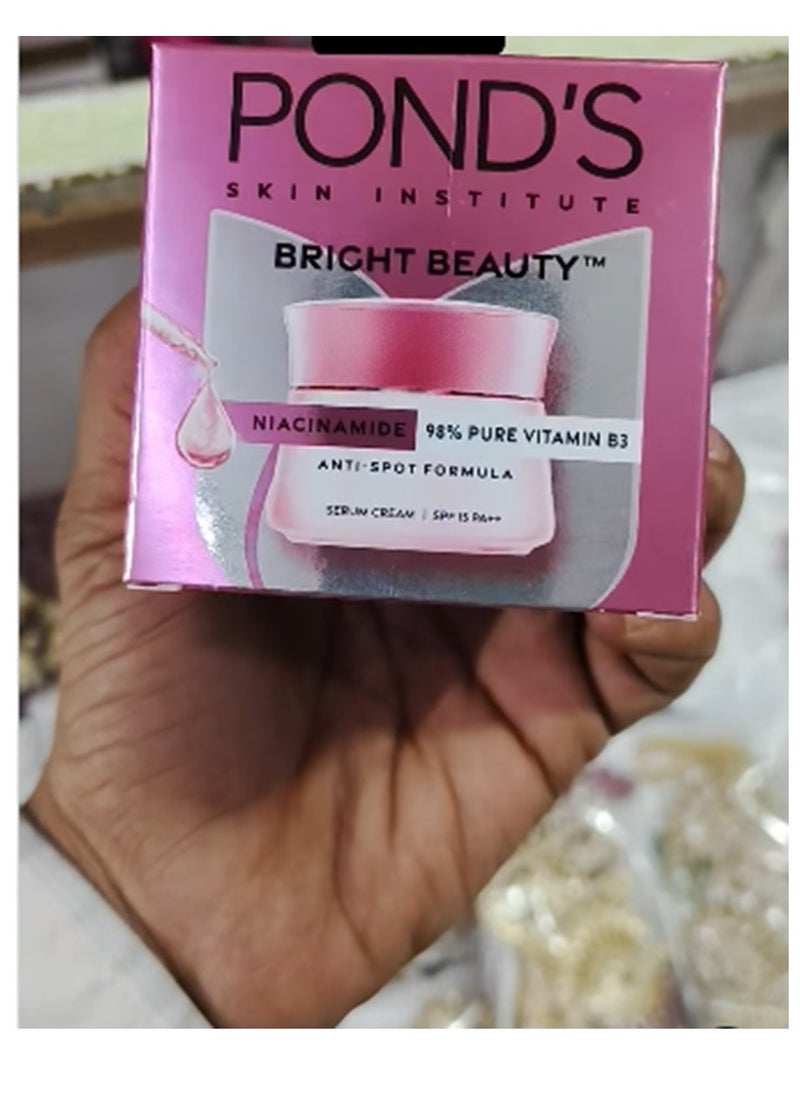 POND'S
SKIN INSTITUTE
BRIGHT BEAUTY™
NIACINAMIDE 98% PURE VITAMIN B3
ANTI-SPOT FORMULA
SERUM CREAM | SPF 15 PA++